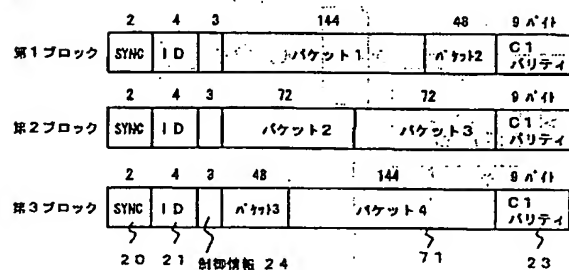 2 4 3 144 48 9 バイト
第1ブロック SYNC ID パケット1 パケット2 C1 パリティ
2 4 3 72 72 9 バイト
第2ブロック SYNC ID パケット2 パケット3 C1 パリティ
2 4 3 48 144 9 バイト
第3ブロック SYNC ID パケット3 パケット4 C1 パリティ
20 21 制御情報 24 71 23